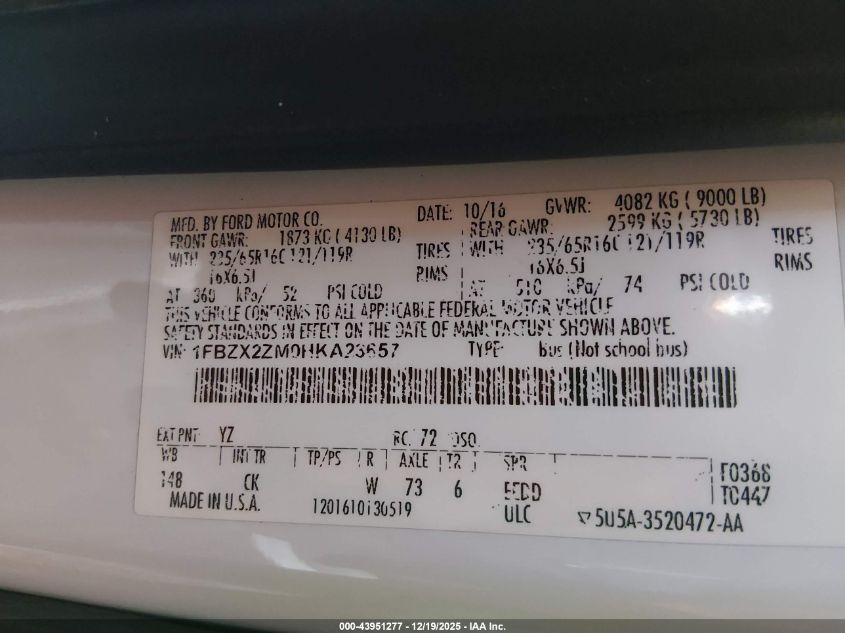 MFD. BY FORD MOTOR CO. DATE: 10/16 GVWR: 4082 KG ( 9000 LB)
FRONT GAWR: 1873 KG ( 4130 LB) REAR GAWR: 2599 KG ( 5730 LB)
WITH 235/65R16C 121/119R TIRES WITH 235/65R16C 121/119R TIRES
16X6.5J RIMS 16X6.5J RIMS
AT 360 kPa/ 52 PSI COLD AT 510 kPa/ 74 PSI COLD
THIS VEHICLE CONFORMS TO ALL APPLICABLE FEDERAL MOTOR VEHICLE
SAFETY STANDARDS IN EFFECT ON THE DATE OF MANUFACTURE SHOWN ABOVE.
VIN: 1FBZX2ZM0HKA23657 TYPE: Bus (Not school bus)
EXT PNT: YZ RC: 72 DSO:
WB INT TR TP/PS R AXLE TR SPR F0368
148 CK W 73 6 EEDD T0447
MADE IN U.S.A. 1201610130519 ULC 5U5A-3520472-AA
000-43951277 - 12/19/2025 - IAA Inc.